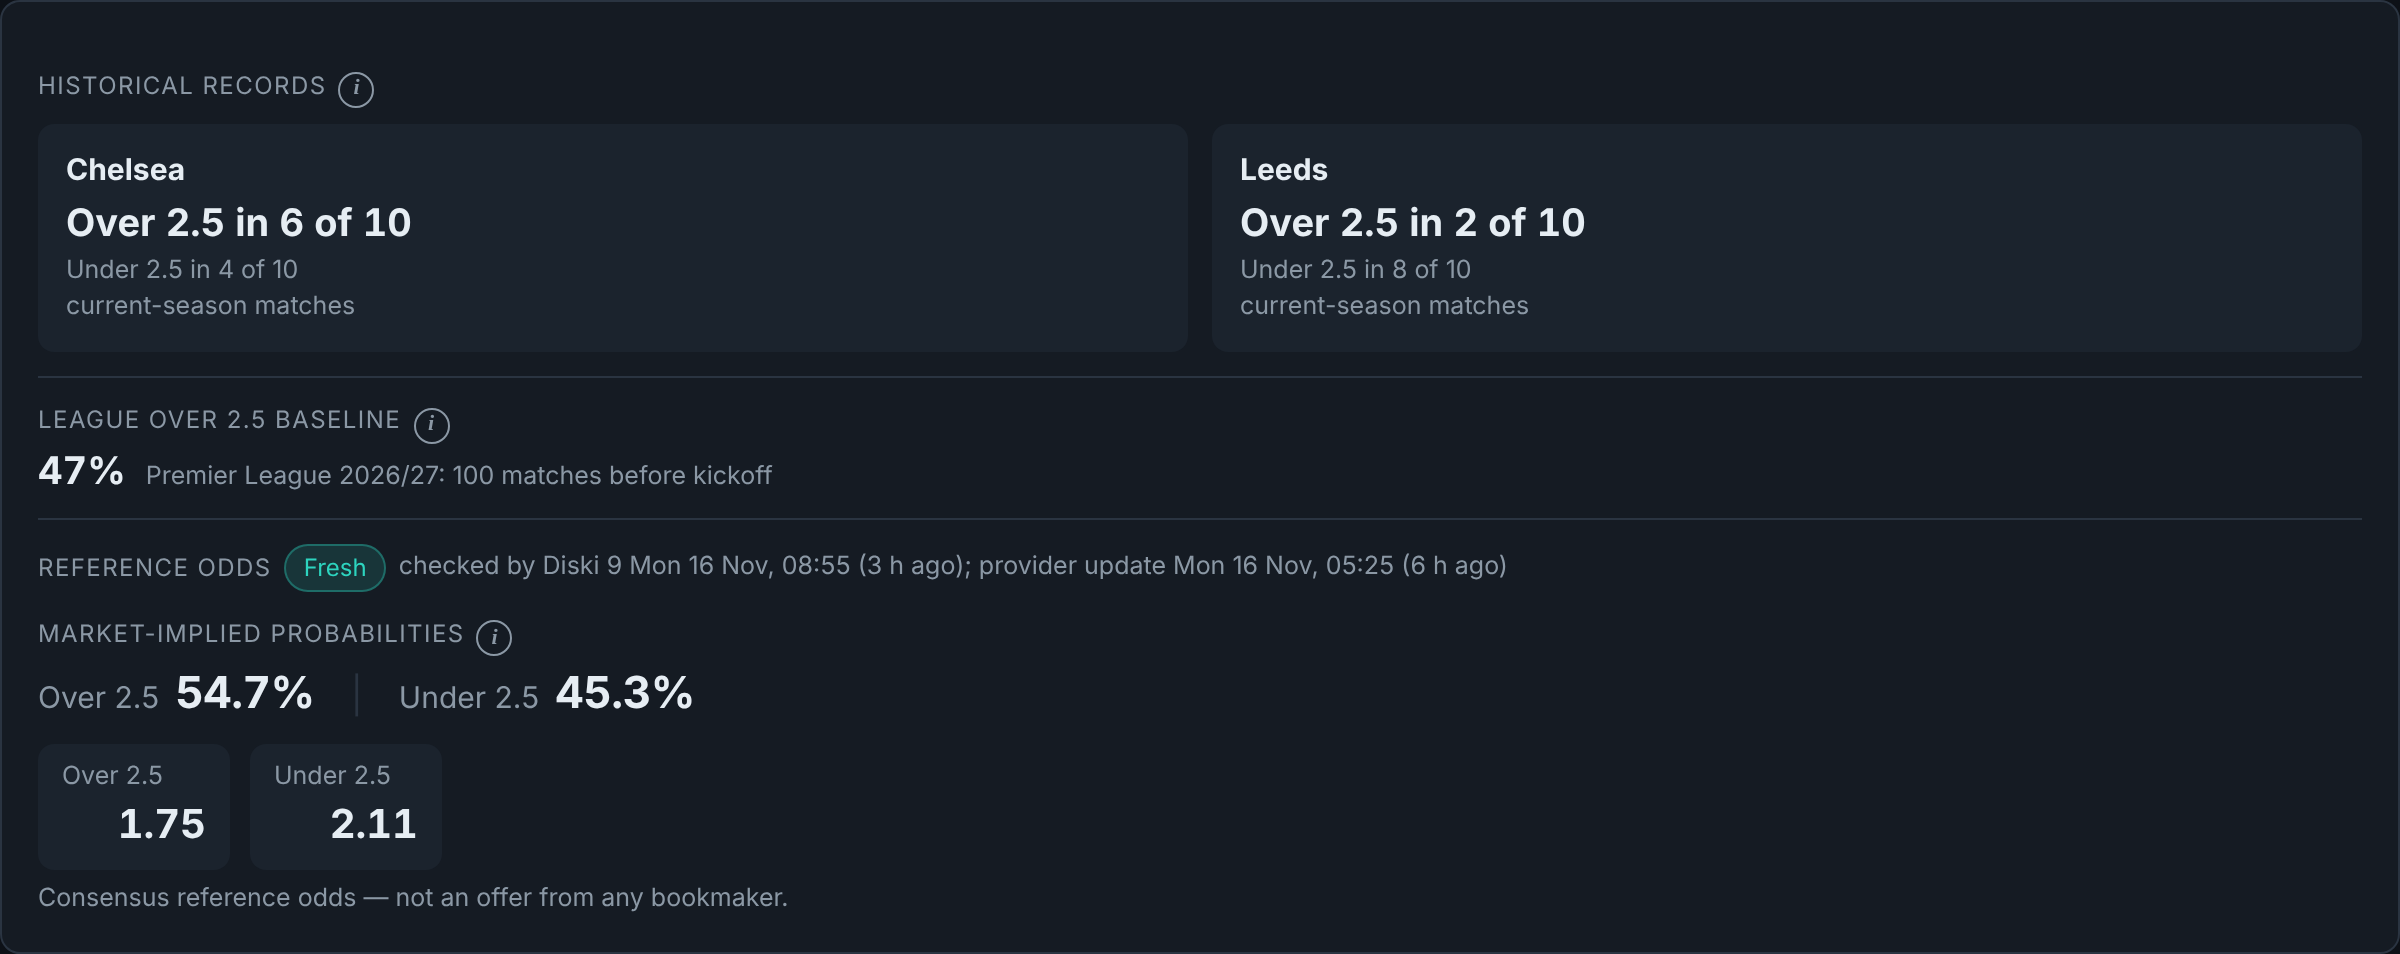 HISTORICAL RECORDS i
Chelsea
Over 2.5 in 6 of 10
Under 2.5 in 4 of 10
current-season matches
Leeds
Over 2.5 in 2 of 10
Under 2.5 in 8 of 10
current-season matches
LEAGUE OVER 2.5 BASELINE i
47% Premier League 2026/27: 100 matches before kickoff
REFERENCE ODDS Fresh checked by Diski 9 Mon 16 Nov, 08:55 (3 h ago); provider update Mon 16 Nov, 05:25 (6 h ago)
MARKET-IMPLIED PROBABILITIES i
Over 2.5 54.7% Under 2.5 45.3%
Over 2.5
1.75
Under 2.5
2.11
Consensus reference odds — not an offer from any bookmaker.